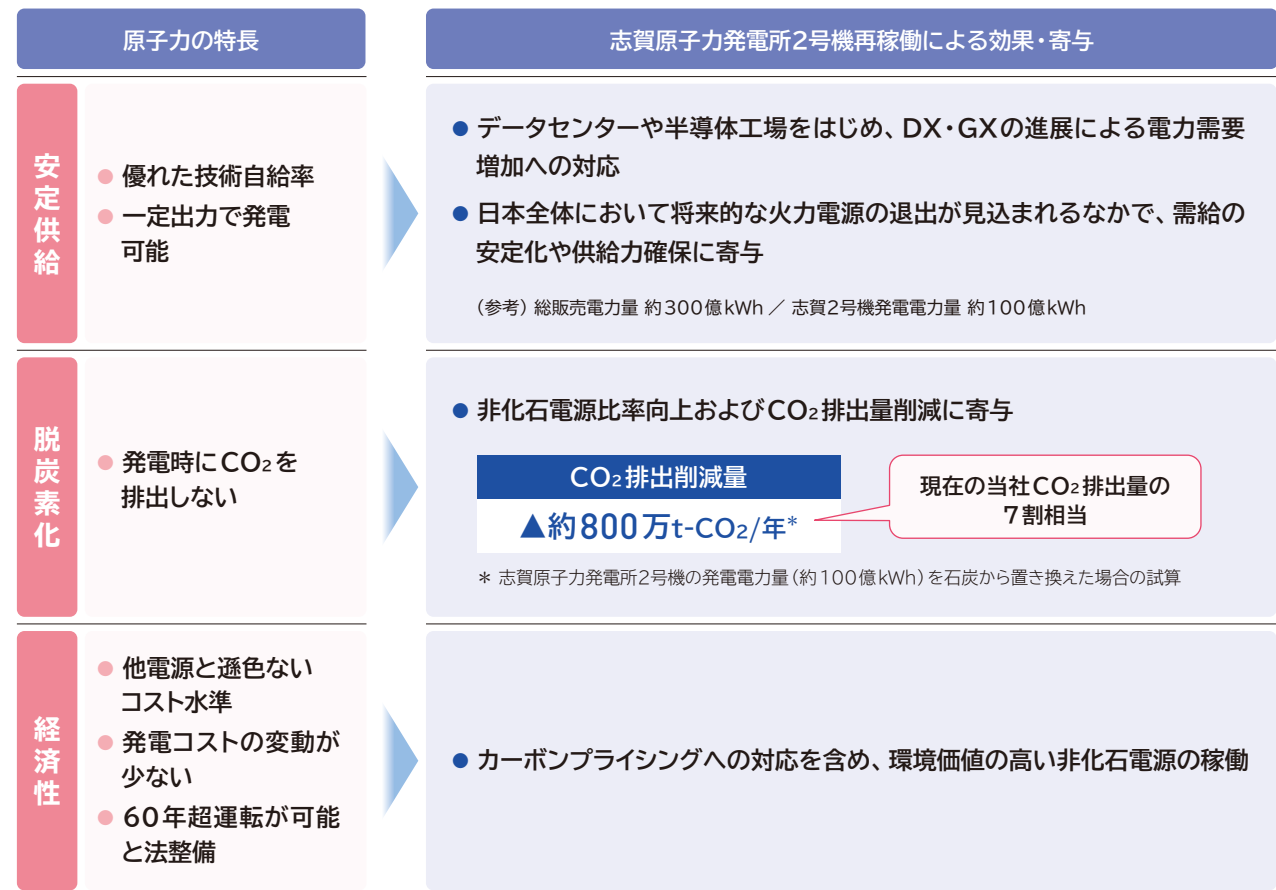 原子力の特長
志賀原子力発電所2号機再稼働による効果・寄与
安定供給
● 優れた技術自給率
● 一定出力で発電
可能
● データセンターや半導体工場をはじめ、DX・GXの進展による電力需要
増加への対応
● 日本全体において将来的な火力電源の退出が見込まれるなかで、需給の
安定化や供給力確保に寄与
（参考）総販売電力量 約300億kWh ／ 志賀2号機発電電力量 約100億kWh
脱炭素化
● 発電時にCO₂を
排出しない
● 非化石電源比率向上およびCO₂排出量削減に寄与
CO₂排出削減量
▲約800万t-CO₂/年*
現在の当社CO₂排出量の
7割相当
* 志賀原子力発電所2号機の発電電力量（約100億kWh）を石炭から置き換えた場合の試算
経済性
● 他電源と遜色ない
コスト水準
● 発電コストの変動が
少ない
● 60年超運転が可能
と法整備
● カーボンプライシングへの対応を含め、環境価値の高い非化石電源の稼働